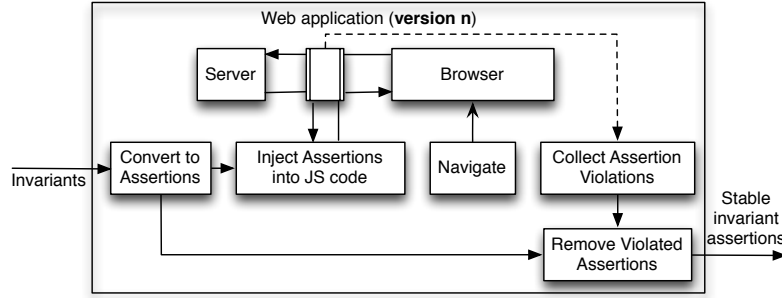 Web application (version n)
Server
Browser
Invariants
Convert to
Assertions
Inject Assertions
into JS code
Navigate
Collect Assertion
Violations
Remove Violated
Assertions
Stable
invariant
assertions